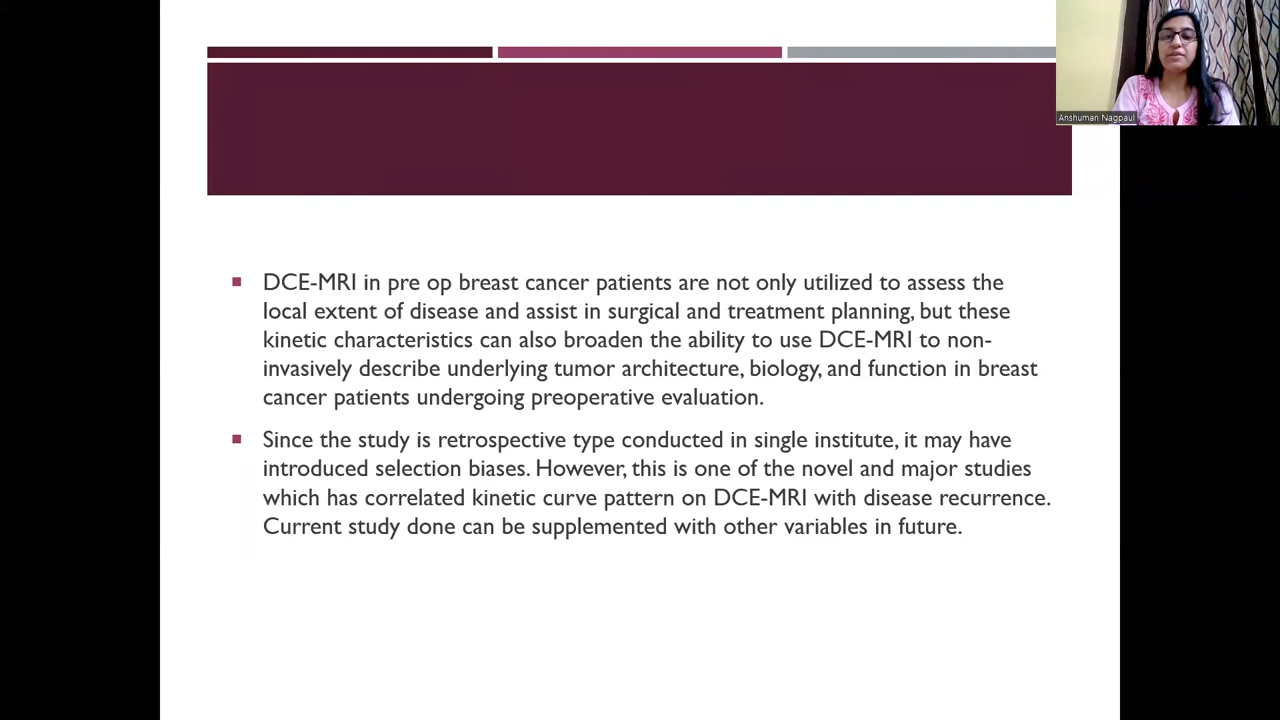 Anshuman Nagpaul
DCE-MRI in pre op breast cancer patients are not only utilized to assess the
local extent of disease and assist in surgical and treatment planning, but these
kinetic characteristics can also broaden the ability to use DCE-MRI to non-
invasively describe underlying tumor architecture, biology, and function in breast
cancer patients undergoing preoperative evaluation.
Since the study is retrospective type conducted in single institute, it may have
introduced selection biases. However, this is one of the novel and major studies
which has correlated kinetic curve pattern on DCE-MRI with disease recurrence.
Current study done can be supplemented with other variables in future.